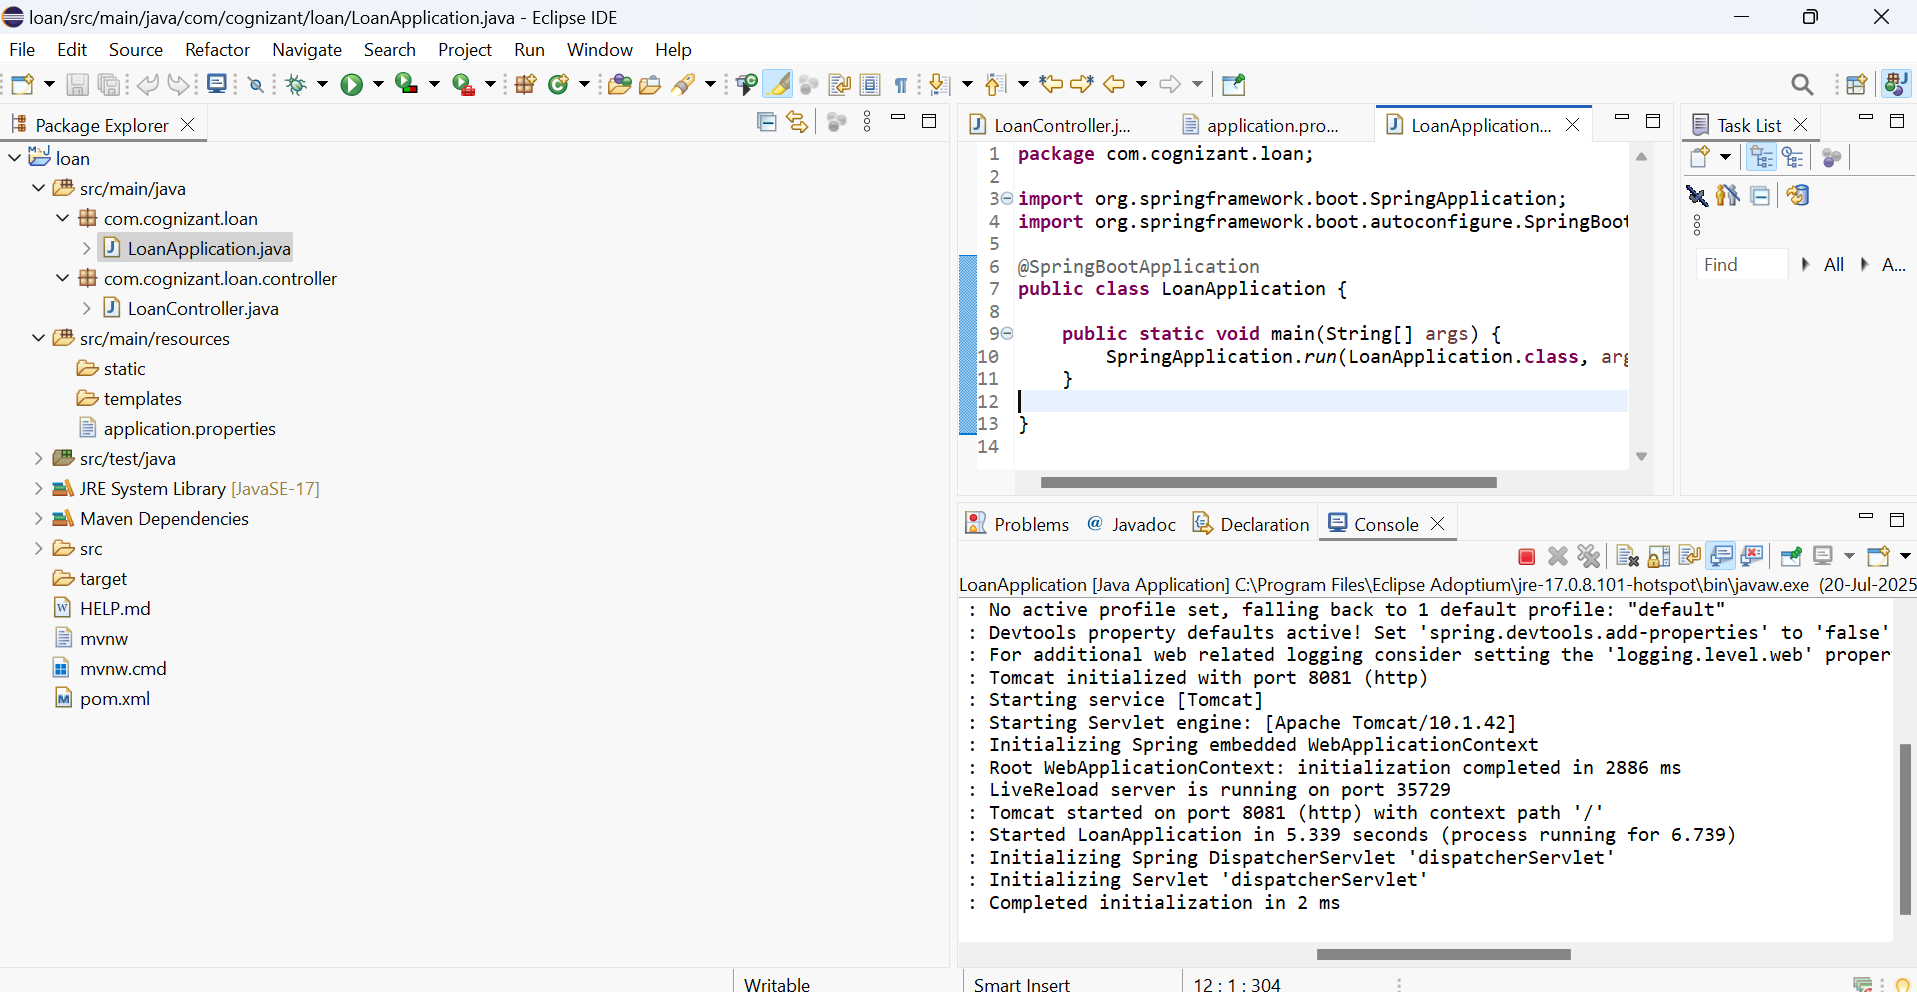 loan/src/main/java/com/cognizant/loan/LoanApplication.java - Eclipse IDE
File Edit Source Refactor Navigate Search Project Run Window Help
Package Explorer
loan
src/main/java
com.cognizant.loan
LoanApplication.java
com.cognizant.loan.controller
LoanController.java
src/main/resources
static
templates
application.properties
src/test/java
JRE System Library [JavaSE-17]
Maven Dependencies
src
target
HELP.md
mvnw
mvnw.cmd
pom.xml
LoanController.j... application.pro... LoanApplication...
1 package com.cognizant.loan;
2
3 import org.springframework.boot.SpringApplication;
4 import org.springframework.boot.autoconfigure.SpringBoot
5
6 @SpringBootApplication
7 public class LoanApplication {
8
9 public static void main(String[] args) {
10 SpringApplication.run(LoanApplication.class, arg
11 }
12
13 }
14
Task List
Find All A...
Problems @ Javadoc Declaration Console
LoanApplication [Java Application] C:\Program Files\Eclipse Adoptium\jre-17.0.8.101-hotspot\bin\javaw.exe (20-Jul-2025
: No active profile set, falling back to 1 default profile: "default"
: Devtools property defaults active! Set 'spring.devtools.add-properties' to 'false'
: For additional web related logging consider setting the 'logging.level.web' proper
: Tomcat initialized with port 8081 (http)
: Starting service [Tomcat]
: Starting Servlet engine: [Apache Tomcat/10.1.42]
: Initializing Spring embedded WebApplicationContext
: Root WebApplicationContext: initialization completed in 2886 ms
: LiveReload server is running on port 35729
: Tomcat started on port 8081 (http) with context path '/'
: Started LoanApplication in 5.339 seconds (process running for 6.739)
: Initializing Spring DispatcherServlet 'dispatcherServlet'
: Initializing Servlet 'dispatcherServlet'
: Completed initialization in 2 ms
Writable Smart Insert 12 : 1 : 304